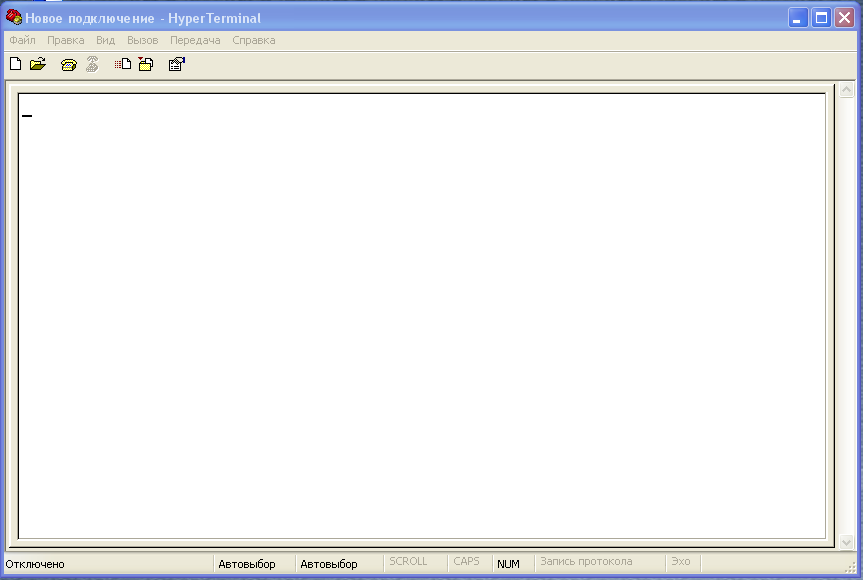 Новое подключение - HyperTerminal
Файл Правка Вид Вызов Передача Справка
Отключено Автовыбор Автовыбор SCROLL CAPS NUM Запись протокола Эхо